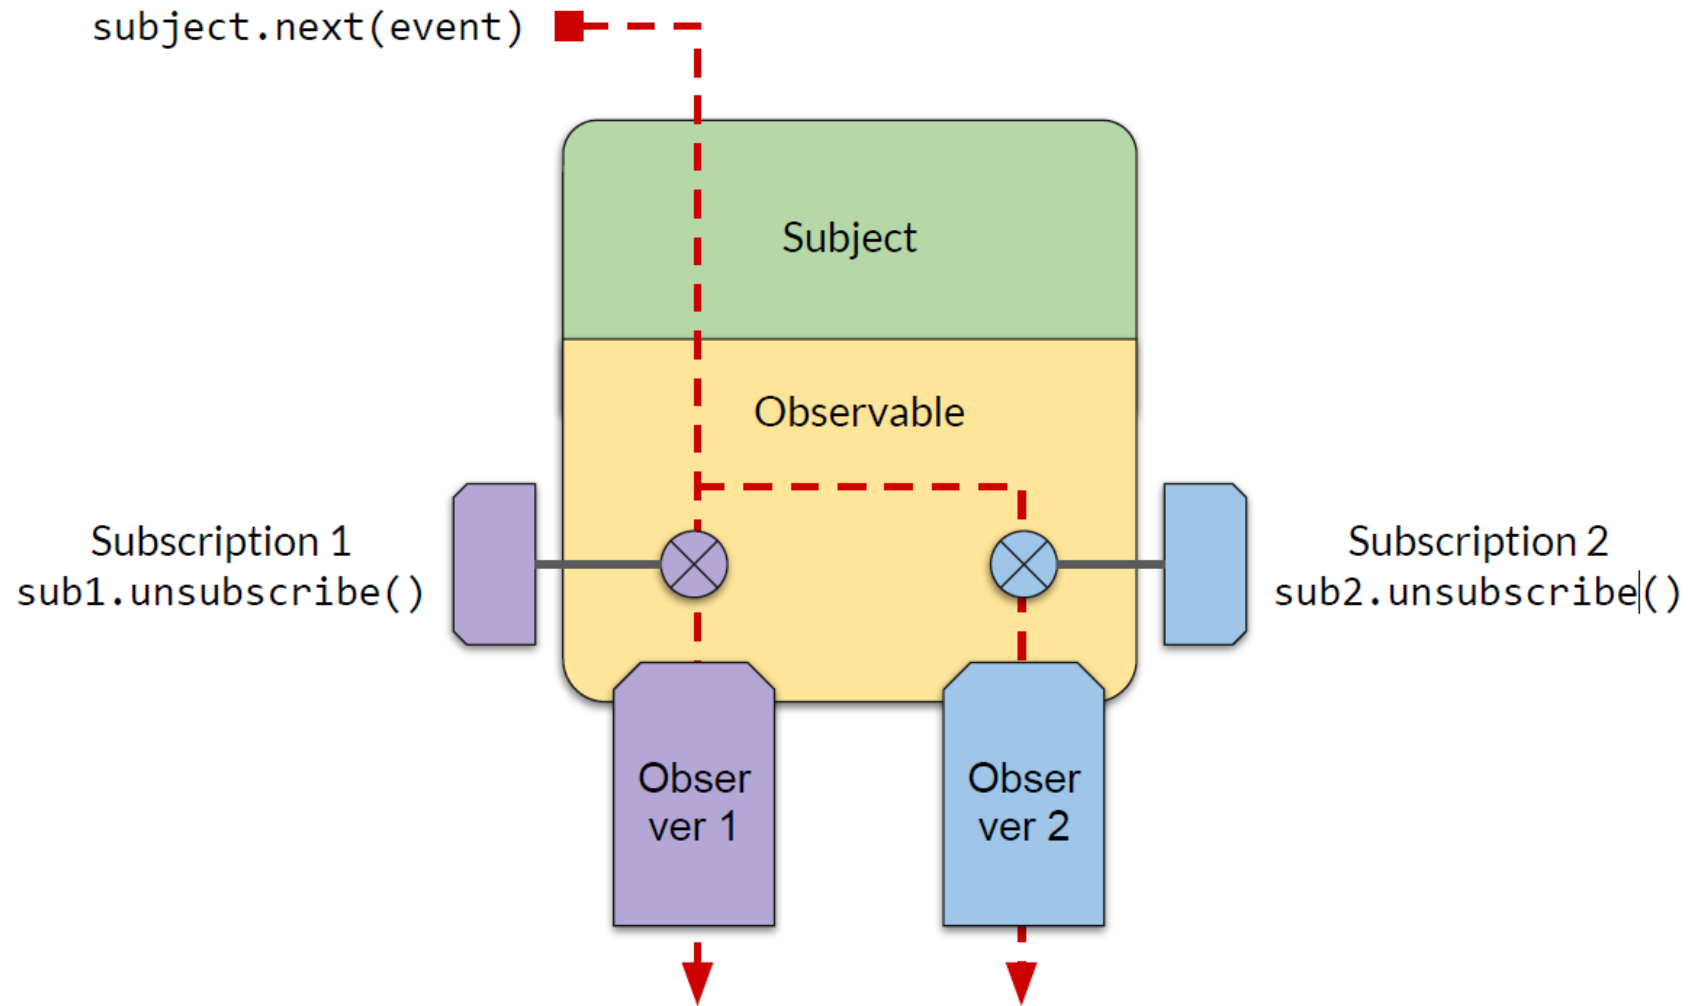 subject.next(event)
Subject
Observable
Subscription 1
sub1.unsubscribe()
Subscription 2
sub2.unsubscribe()
Obser
ver 1
Obser
ver 2